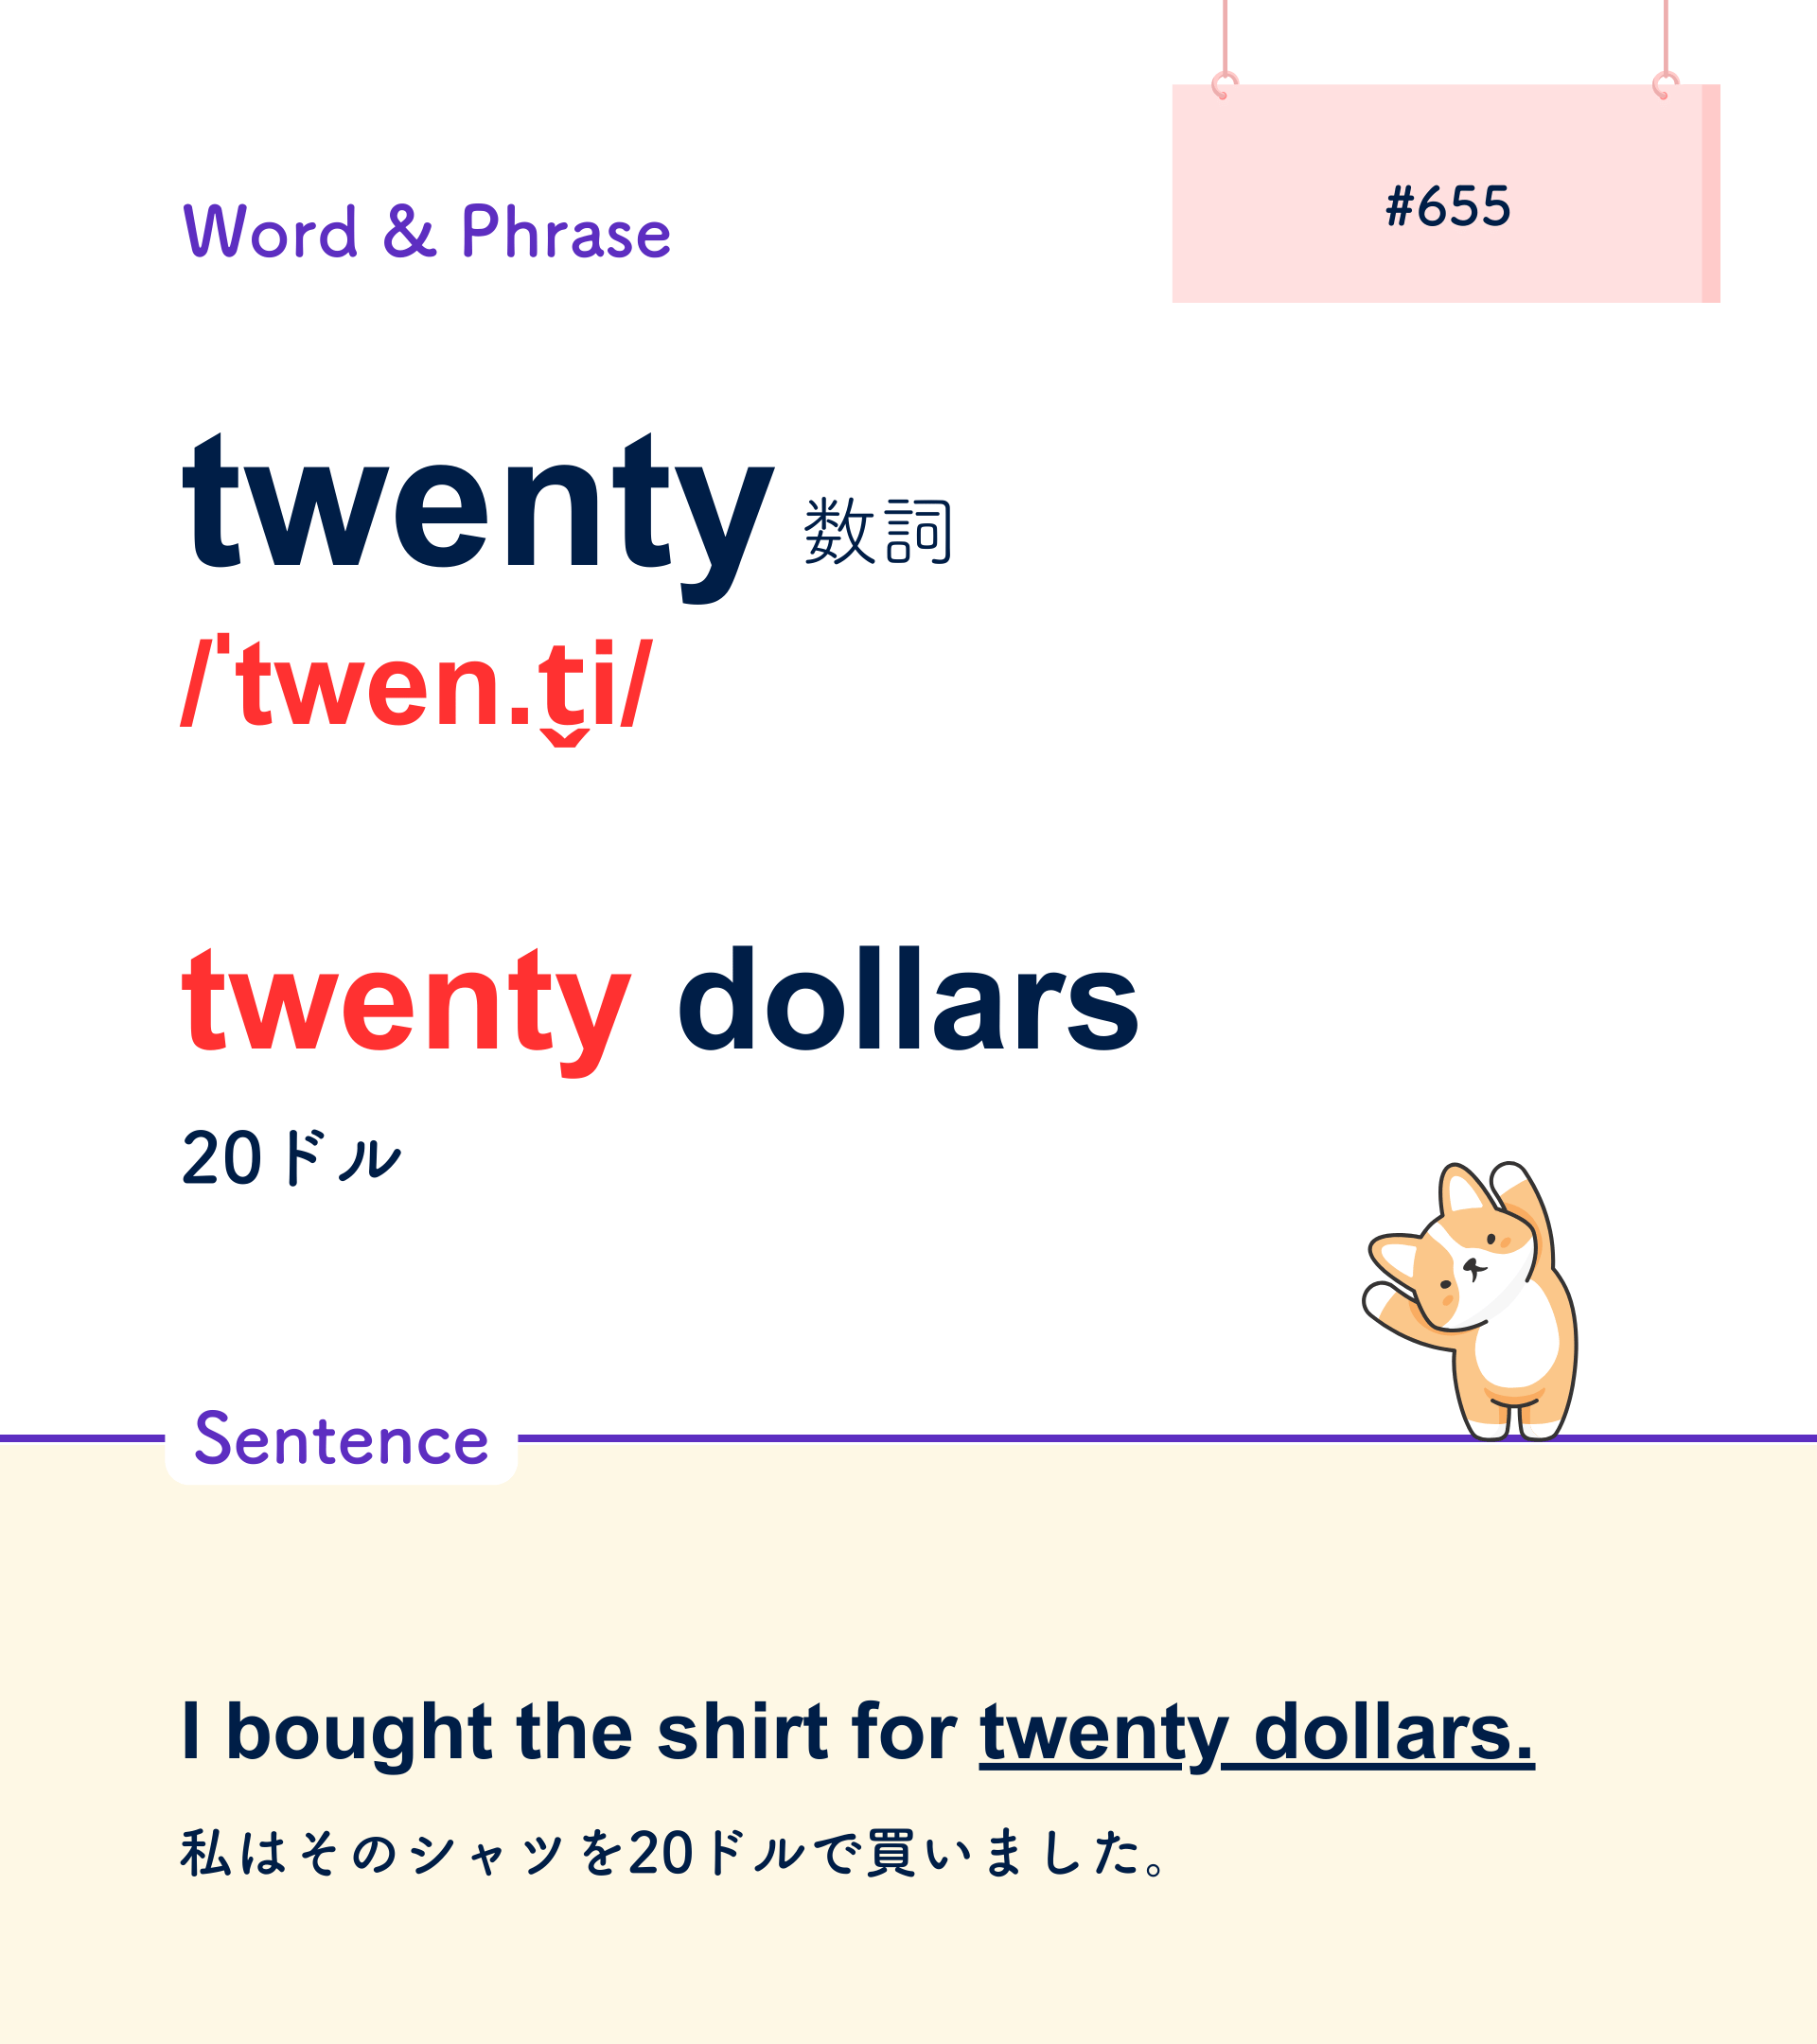 #655
Word & Phrase
twenty 数詞
/ˈtwen.t̬i/
twenty dollars
20ドル
Sentence
I bought the shirt for twenty dollars.
私はそのシャツを20ドルで買いました。